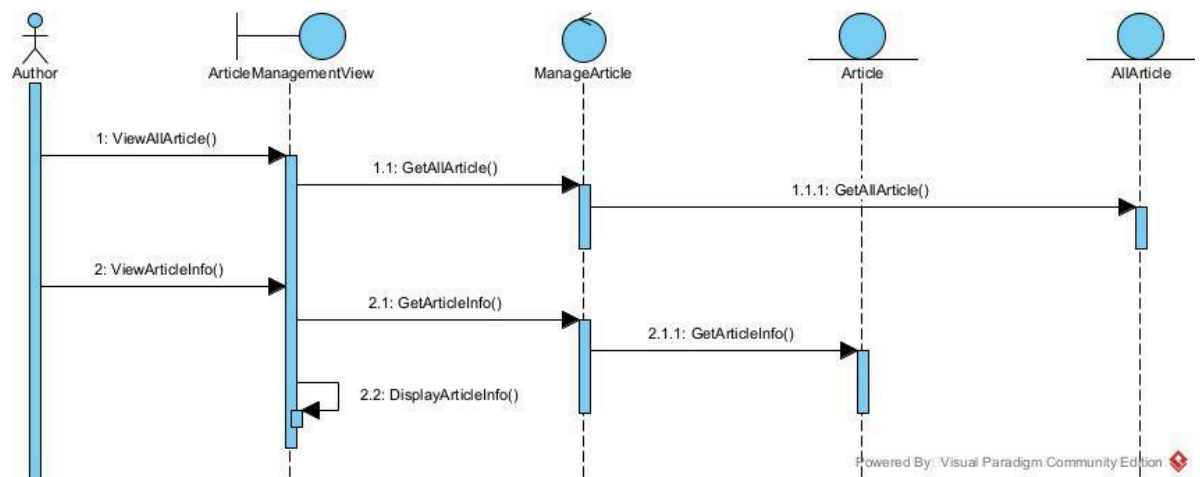 Author
ArticleManagementView
ManageArticle
Article
AllArticle
1: ViewAllArticle()
1.1: GetAllArticle()
1.1.1: GetAllArticle()
2: ViewArticleInfo()
2.1: GetArticleInfo()
2.1.1: GetArticleInfo()
2.2: DisplayArticleInfo()
Powered By Visual Paradigm Community Edition